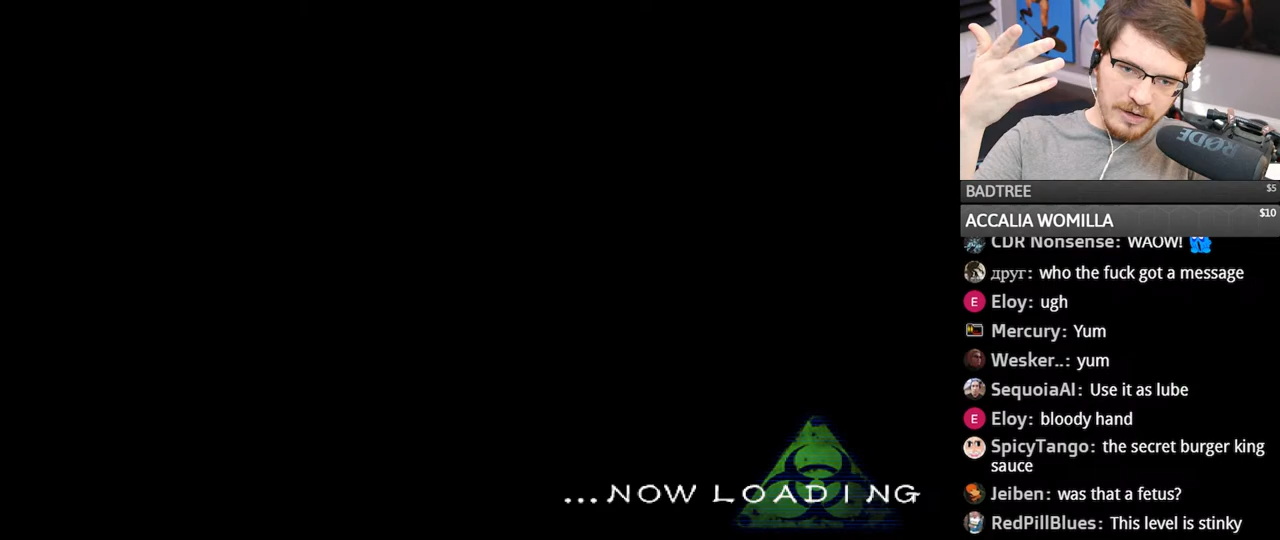 RØDE
BADTREE $5
ACCALIA WOMILLA $10
CDR Nonsense: WAOW!
друг: who the fuck got a message
E Eloy: ugh
Mercury: Yum
Wesker..: yum
SequoiaAI: Use it as lube
E Eloy: bloody hand
SpicyTango: the secret burger king
sauce
Jeiben: was that a fetus?
RedPillBlues: This level is stinky
...NOW LOADING